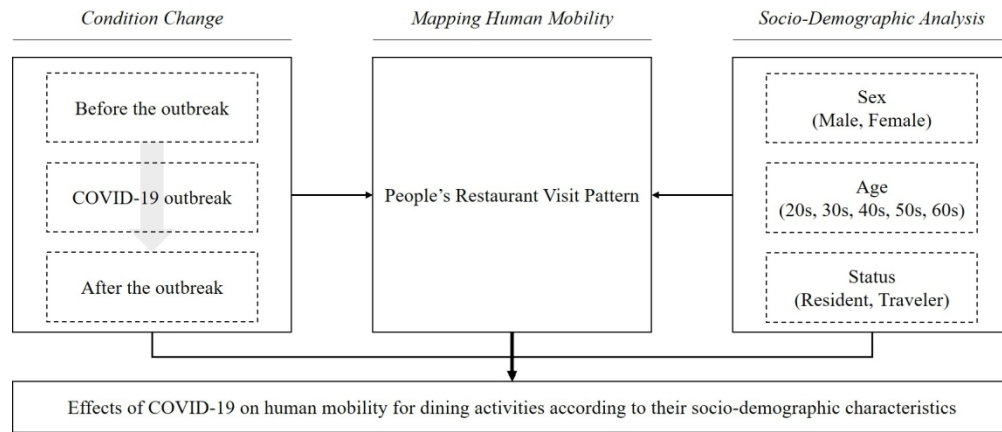 Condition Change
Mapping Human Mobility
Socio-Demographic Analysis
Before the outbreak
COVID-19 outbreak
After the outbreak
People’s Restaurant Visit Pattern
Sex
(Male, Female)
Age
(20s, 30s, 40s, 50s, 60s)
Status
(Resident, Traveler)
Effects of COVID-19 on human mobility for dining activities according to their socio-demographic characteristics